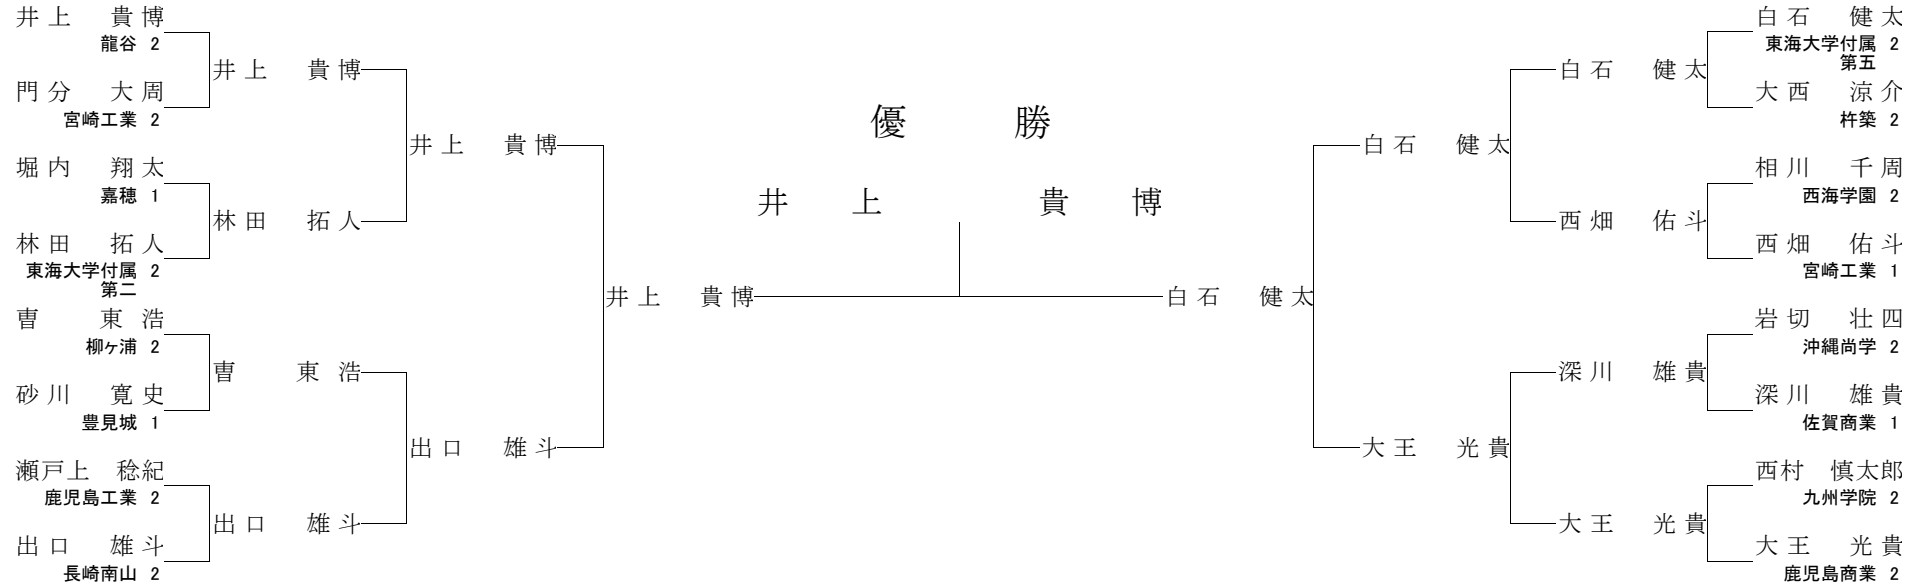 井上 貴博
龍谷 2
門分 大周
宮崎工業 2
堀内 翔太
嘉穂 1
林田 拓人
東海大学付属 2
第二
曺 東浩
柳ヶ浦 2
砂川 寛史
豊見城 1
瀬戸上 稔紀
鹿児島工業 2
出口 雄斗
長崎南山 2
井上 貴博
林田 拓人
曺 東浩
出口 雄斗
井上 貴博
出口 雄斗
井上 貴博
優勝
井上 貴博
白石 健太
白石 健太
大王 光貴
白石 健太
西畑 佑斗
深川 雄貴
大王 光貴
白石 健太
東海大学付属 2
第五
大西 涼介
杵築 2
相川 千周
西海学園 2
西畑 佑斗
宮崎工業 1
岩切 壮四
沖縄尚学 2
深川 雄貴
佐賀商業 1
西村 慎太郎
九州学院 2
大王 光貴
鹿児島商業 2